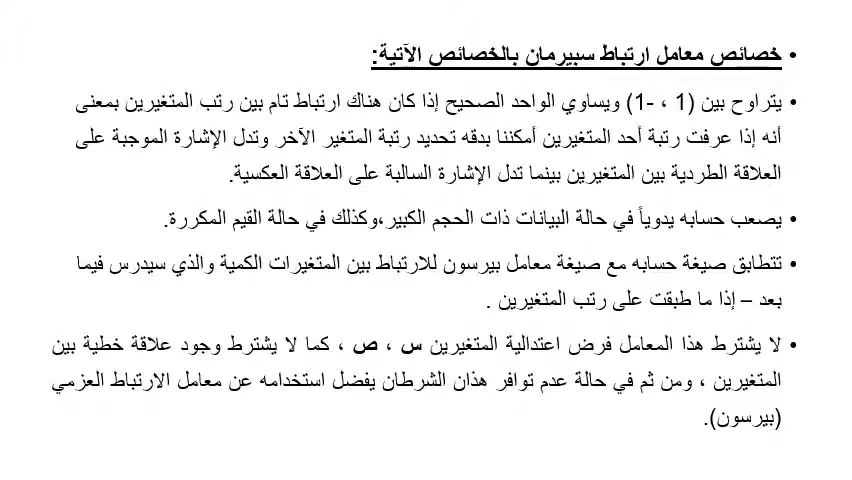 • خصائص معامل ارتباط سبيرمان بالخصائص الآتية:
• يتراوح بين (1 ، -1) ويساوي الواحد الصحيح إذا كان هناك ارتباط تام بين رتب المتغيرين بمعنى
أنه إذا عرفت رتبة أحد المتغيرين أمكننا بدقه تحديد رتبة المتغير الآخر وتدل الإشارة الموجبة على
العلاقة الطردية بين المتغيرين بينما تدل الإشارة السالبة على العلاقة العكسية.
• يصعب حسابه يدوياً في حالة البيانات ذات الحجم الكبير،وكذلك في حالة القيم المكررة.
• تتطابق صيغة حسابه مع صيغة معامل بيرسون للارتباط بين المتغيرات الكمية والذي سيدرس فيما
بعد – إذا ما طبقت على رتب المتغيرين .
• لا يشترط هذا المعامل فرض اعتدالية المتغيرين س ، ص ، كما لا يشترط وجود علاقة خطية بين
المتغيرين ، ومن ثم في حالة عدم توافر هذان الشرطان يفضل استخدامه عن معامل الارتباط العزمي
(بيرسون).